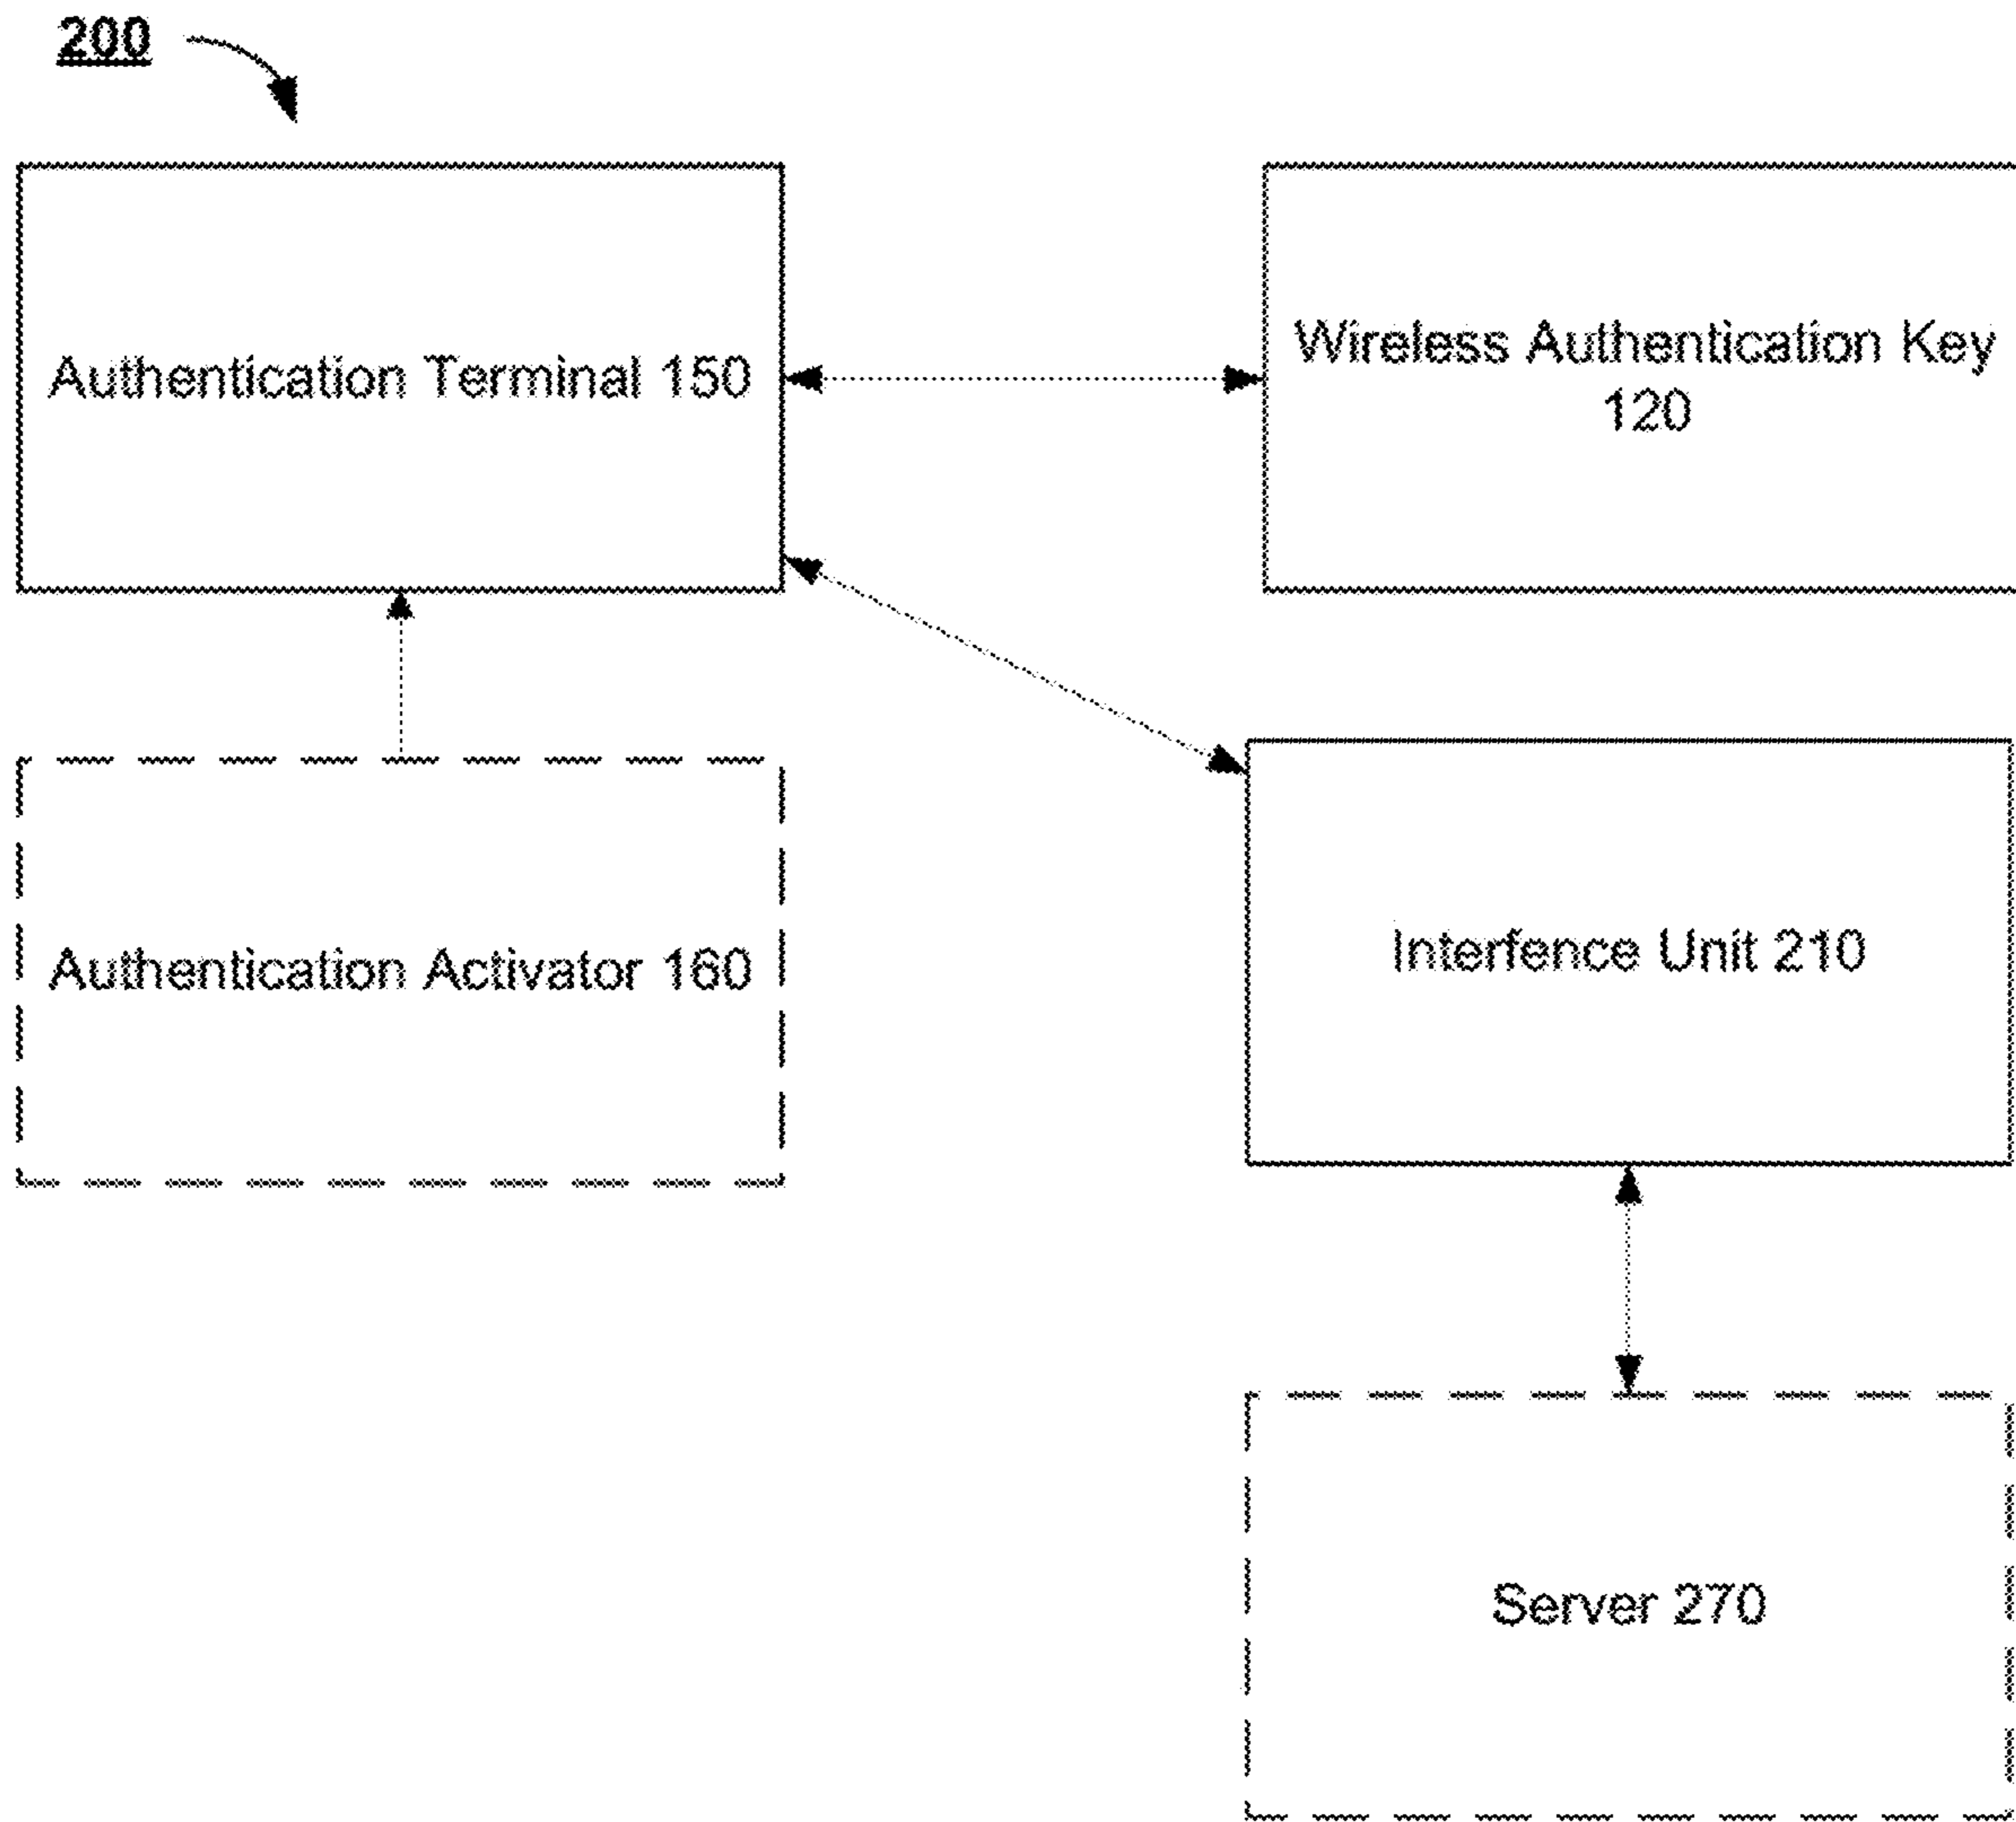 200
Authentication Terminal 150
Wireless Authentication Key
120
Authentication Activator 160
Interfence Unit 210
Server 270